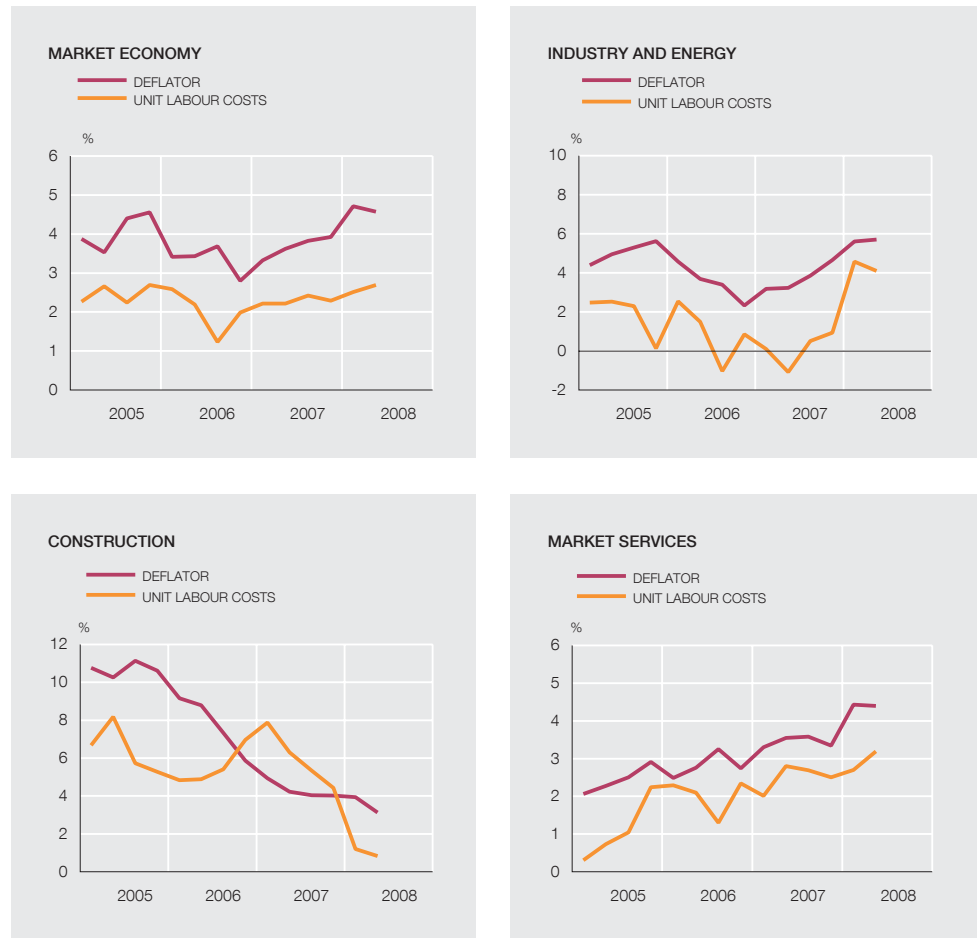 MARKET ECONOMY
DEFLATOR
UNIT LABOUR COSTS
%
6
5
4
3
2
1
0
2005 2006 2007 2008
INDUSTRY AND ENERGY
DEFLATOR
UNIT LABOUR COSTS
%
10
8
6
4
2
0
-2
2005 2006 2007 2008
CONSTRUCTION
DEFLATOR
UNIT LABOUR COSTS
%
12
10
8
6
4
2
0
2005 2006 2007 2008
MARKET SERVICES
DEFLATOR
UNIT LABOUR COSTS
%
6
5
4
3
2
1
0
2005 2006 2007 2008